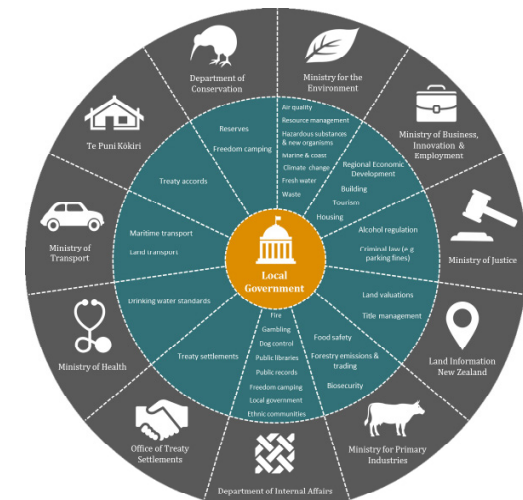 Department of
Conservation
Reserves
Freedom camping
Ministry for the
Environment
Air quality
Resource management
Hazardous substances
& new organisms
Marine & coast
Climate change
Fresh water
Waste
Ministry of Business,
Innovation &
Employment
Regional Economic
Development
Building
Tourism
Housing
Ministry of Justice
Alcohol regulation
Criminal law (e.g
parking fines)
Land Information
New Zealand
Land valuations
Title management
Ministry for Primary
Industries
Food safety
Forestry emissions &
trading
Biosecurity
Department of Internal Affairs
Fire
Gambling
Dog control
Public libraries
Public records
Freedom camping
Local government
Ethnic communities
Office of Treaty
Settlements
Treaty settlements
Ministry of Health
Drinking water standards
Ministry of
Transport
Maritime transport
Land transport
Te Puni Kōkiri
Treaty accords
Local
Government